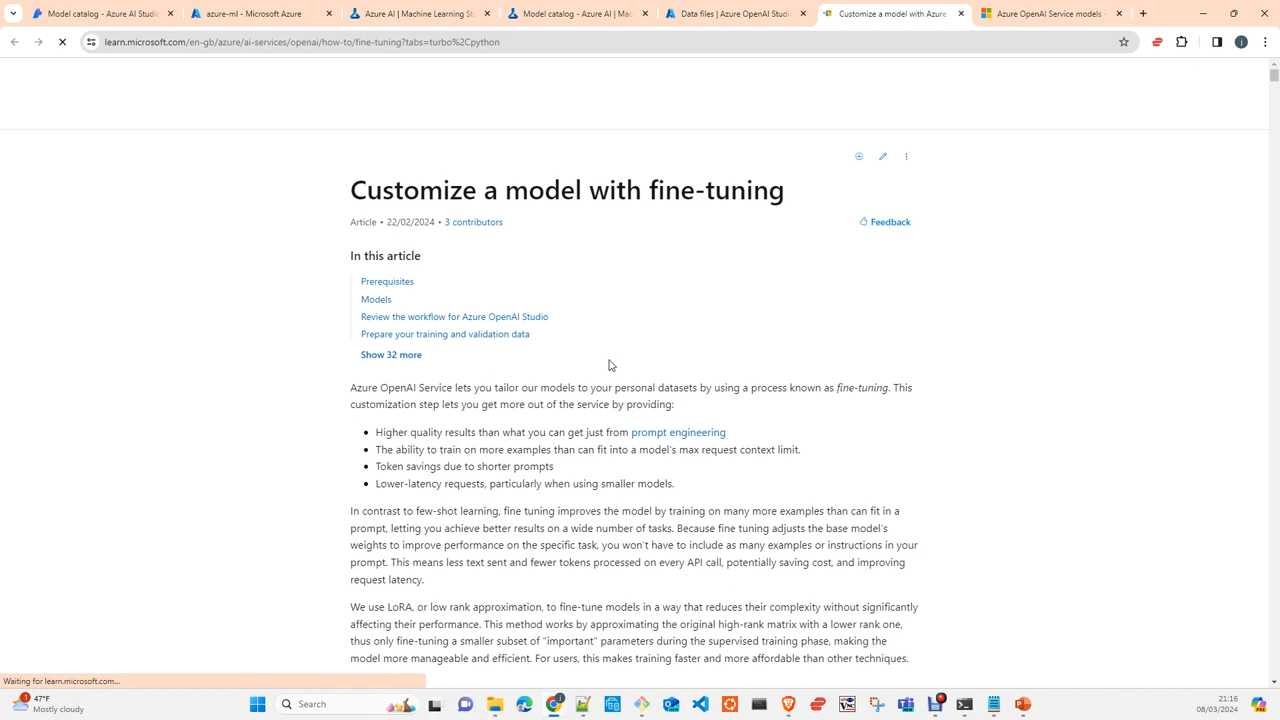 Model catalog - Azure AI Studio
azure-ml - Microsoft Azure
Azure AI | Machine Learning St
Model catalog - Azure AI | Mach
Data files | Azure OpenAI Studio
Customize a model with Azure
Azure OpenAI Service models -
learn.microsoft.com/en-gb/azure/ai-services/openai/how-to/fine-tuning?tabs=turbo%2Cpython
Customize a model with fine-tuning
Article • 22/02/2024 • 3 contributors
Feedback
In this article
Prerequisites
Models
Review the workflow for Azure OpenAI Studio
Prepare your training and validation data
Show 32 more
Azure OpenAI Service lets you tailor our models to your personal datasets by using a process known as fine-tuning. This
customization step lets you get more out of the service by providing:
• Higher quality results than what you can get just from prompt engineering
• The ability to train on more examples than can fit into a model's max request context limit.
• Token savings due to shorter prompts
• Lower-latency requests, particularly when using smaller models.
In contrast to few-shot learning, fine tuning improves the model by training on many more examples than can fit in a
prompt, letting you achieve better results on a wide number of tasks. Because fine tuning adjusts the base model's
weights to improve performance on the specific task, you won't have to include as many examples or instructions in your
prompt. This means less text sent and fewer tokens processed on every API call, potentially saving cost, and improving
request latency.
We use LoRA, or low rank approximation, to fine-tune models in a way that reduces their complexity without significantly
affecting their performance. This method works by approximating the original high-rank matrix with a lower rank one,
thus only fine-tuning a smaller subset of "important" parameters during the supervised training phase, making the
model more manageable and efficient. For users, this makes training faster and more affordable than other techniques.
Waiting for learn.microsoft.com...
1
47°F
Mostly cloudy
Search
21:16
08/03/2024